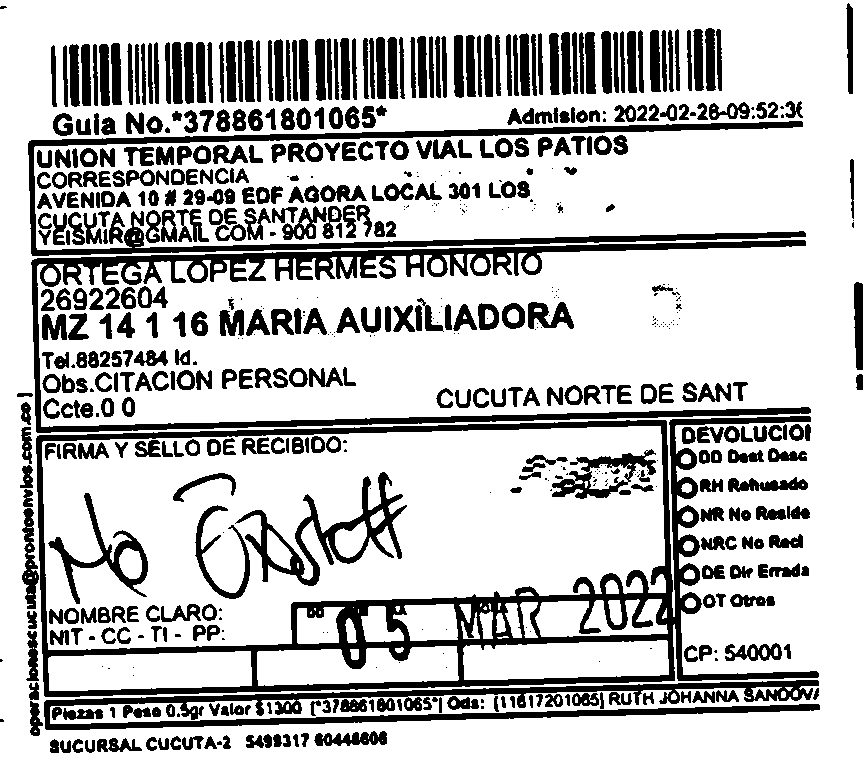 Guia No.*378861801065*
Admision: 2022-02-28-09:52:36
UNION TEMPORAL PROYECTO VIAL LOS PATIOS
CORRESPONDENCIA
AVENIDA 10 # 29-09 EDF AGORA LOCAL 301 LOS
CUCUTA NORTE DE SANTANDER
YEISMIR@GMAIL COM - 900 812 782
ORTEGA LOPEZ HERMES HONORIO
26922604
MZ 14 1 16 MARIA AUIXILIADORA
Tel.88257484 Id.
Obs.CITACION PERSONAL
Ccte.0 0
CUCUTA NORTE DE SANT
operacionescucuta@prontoenvios.com.co |
FIRMA Y SELLO DE RECIBIDO:
No Existe
NOMBRE CLARO:
NIT - CC - TI - PP:
05 MAR 2022
DEVOLUCION
DD Dest Desc
RH Rehusado
NR No Reside
NRC No Recl
DE Dir Errada
OT Otros
CP: 540001
Piezas 1 Peso 0.5gr Valor $1300 [*378861801065*] Ods: [11617201065] RUTH JOHANNA SANDOVA
SUCURSAL CUCUTA-2 5499317 60448606